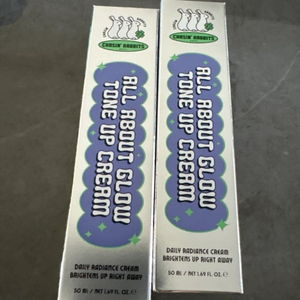 CHASIN' RABBITS
ALL ABOUT GLOW
TONE UP CREAM
DAILY RADIANCE CREAM
BRIGHTENS UP RIGHT AWAY
50 ML / 1.69 FL. OZ. ℮
CHASIN' RABBITS
ALL ABOUT GLOW
TONE UP CREAM
DAILY RADIANCE CREAM
BRIGHTENS UP RIGHT AWAY
50 ML / 1.69 FL. OZ. ℮